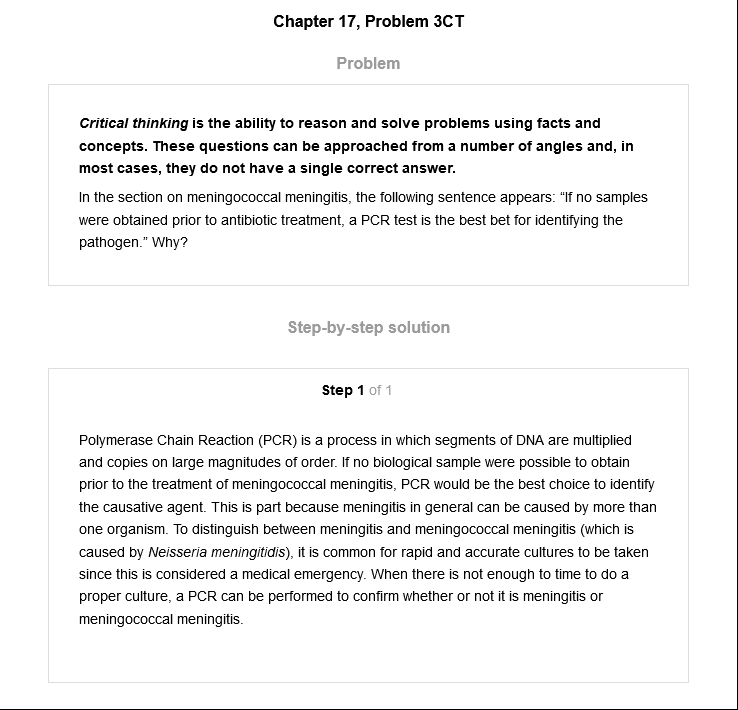 Chapter 17, Problem 3CT
Problem
Critical thinking is the ability to reason and solve problems using facts and
concepts. These questions can be approached from a number of angles and, in
most cases, they do not have a single correct answer.
In the section on meningococcal meningitis, the following sentence appears: “If no samples
were obtained prior to antibiotic treatment, a PCR test is the best bet for identifying the
pathogen.” Why?
Step-by-step solution
Step 1 of 1
Polymerase Chain Reaction (PCR) is a process in which segments of DNA are multiplied
and copies on large magnitudes of order. If no biological sample were possible to obtain
prior to the treatment of meningococcal meningitis, PCR would be the best choice to identify
the causative agent. This is part because meningitis in general can be caused by more than
one organism. To distinguish between meningitis and meningococcal meningitis (which is
caused by Neisseria meningitidis), it is common for rapid and accurate cultures to be taken
since this is considered a medical emergency. When there is not enough to time to do a
proper culture, a PCR can be performed to confirm whether or not it is meningitis or
meningococcal meningitis.